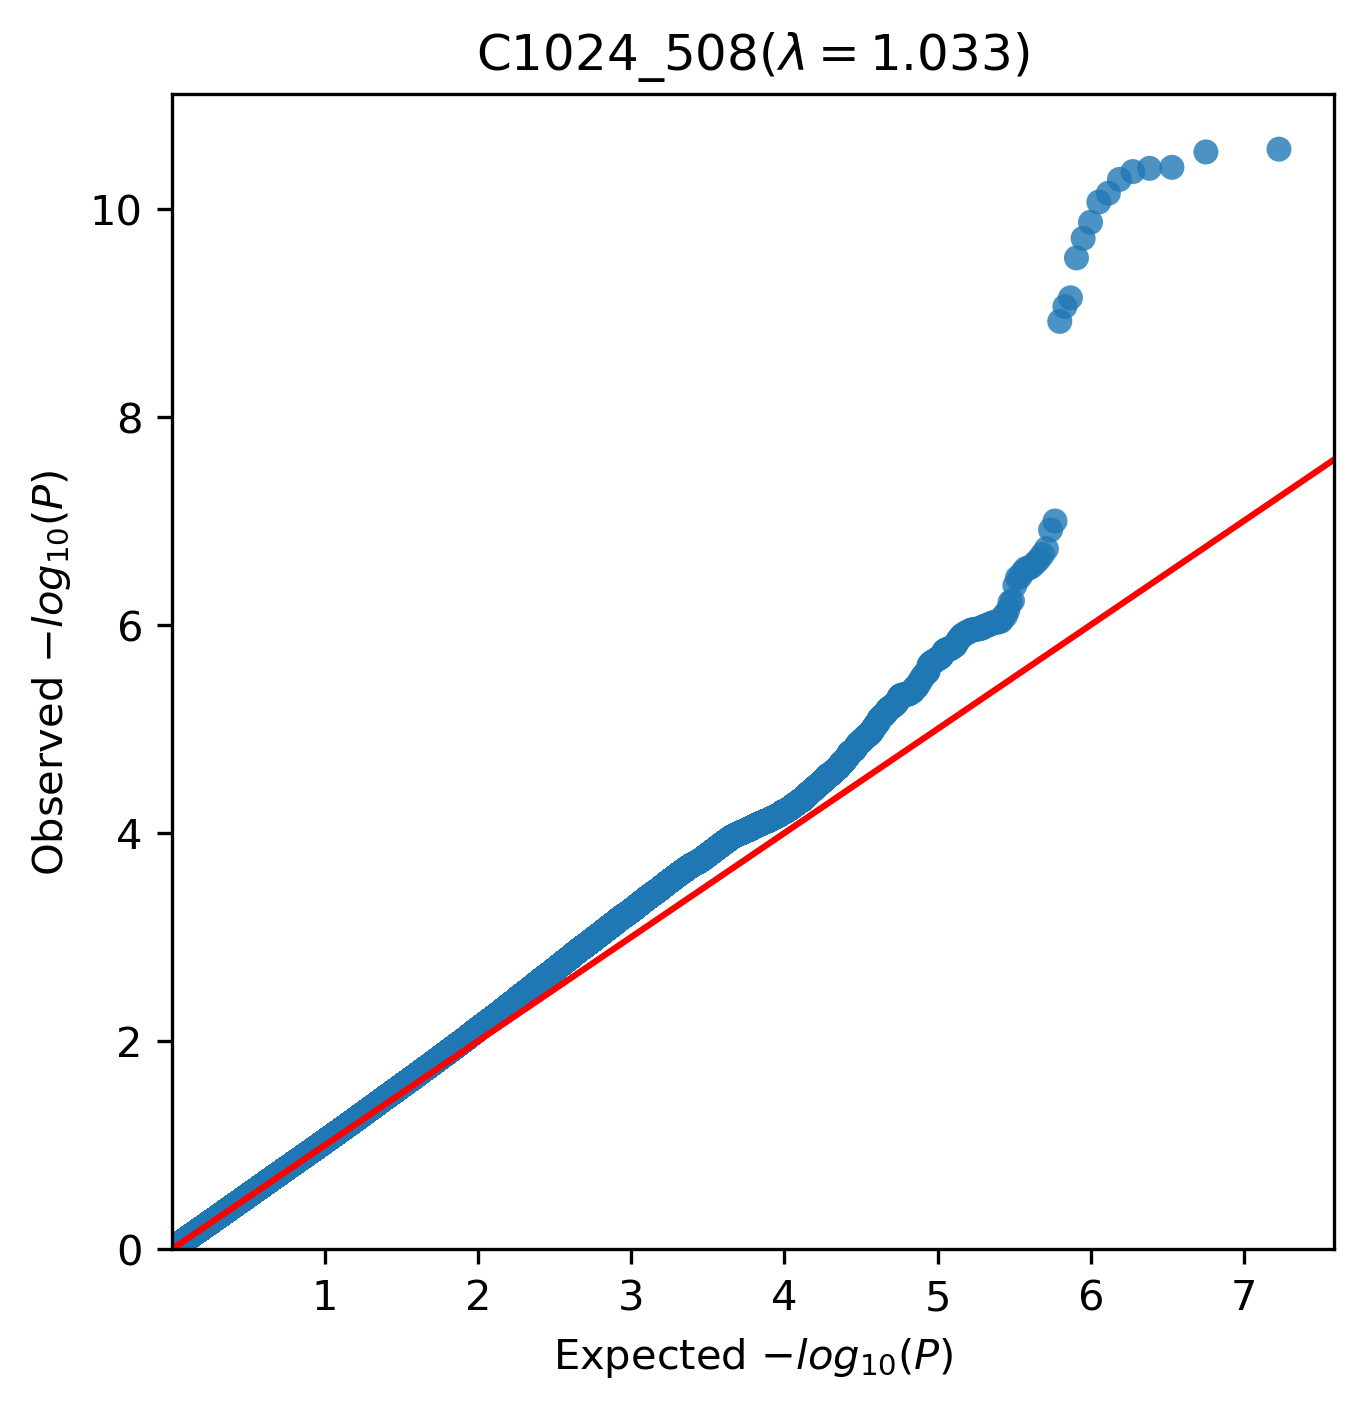 C1024_508(λ = 1.033)
Observed −log₁₀(P)
10
8
6
4
2
0
1 2 3 4 5 6 7
Expected −log₁₀(P)